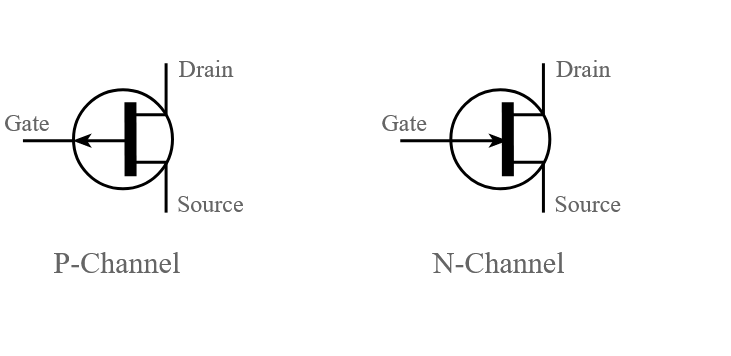 Drain
Gate
Source
P-Channel
Drain
Gate
Source
N-Channel